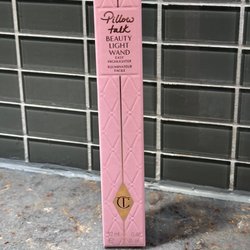 Pillow
talk
BEAUTY
LIGHT
WAND
EASY
HIGHLIGHTER
ILLUMINATEUR
FACILE
CT